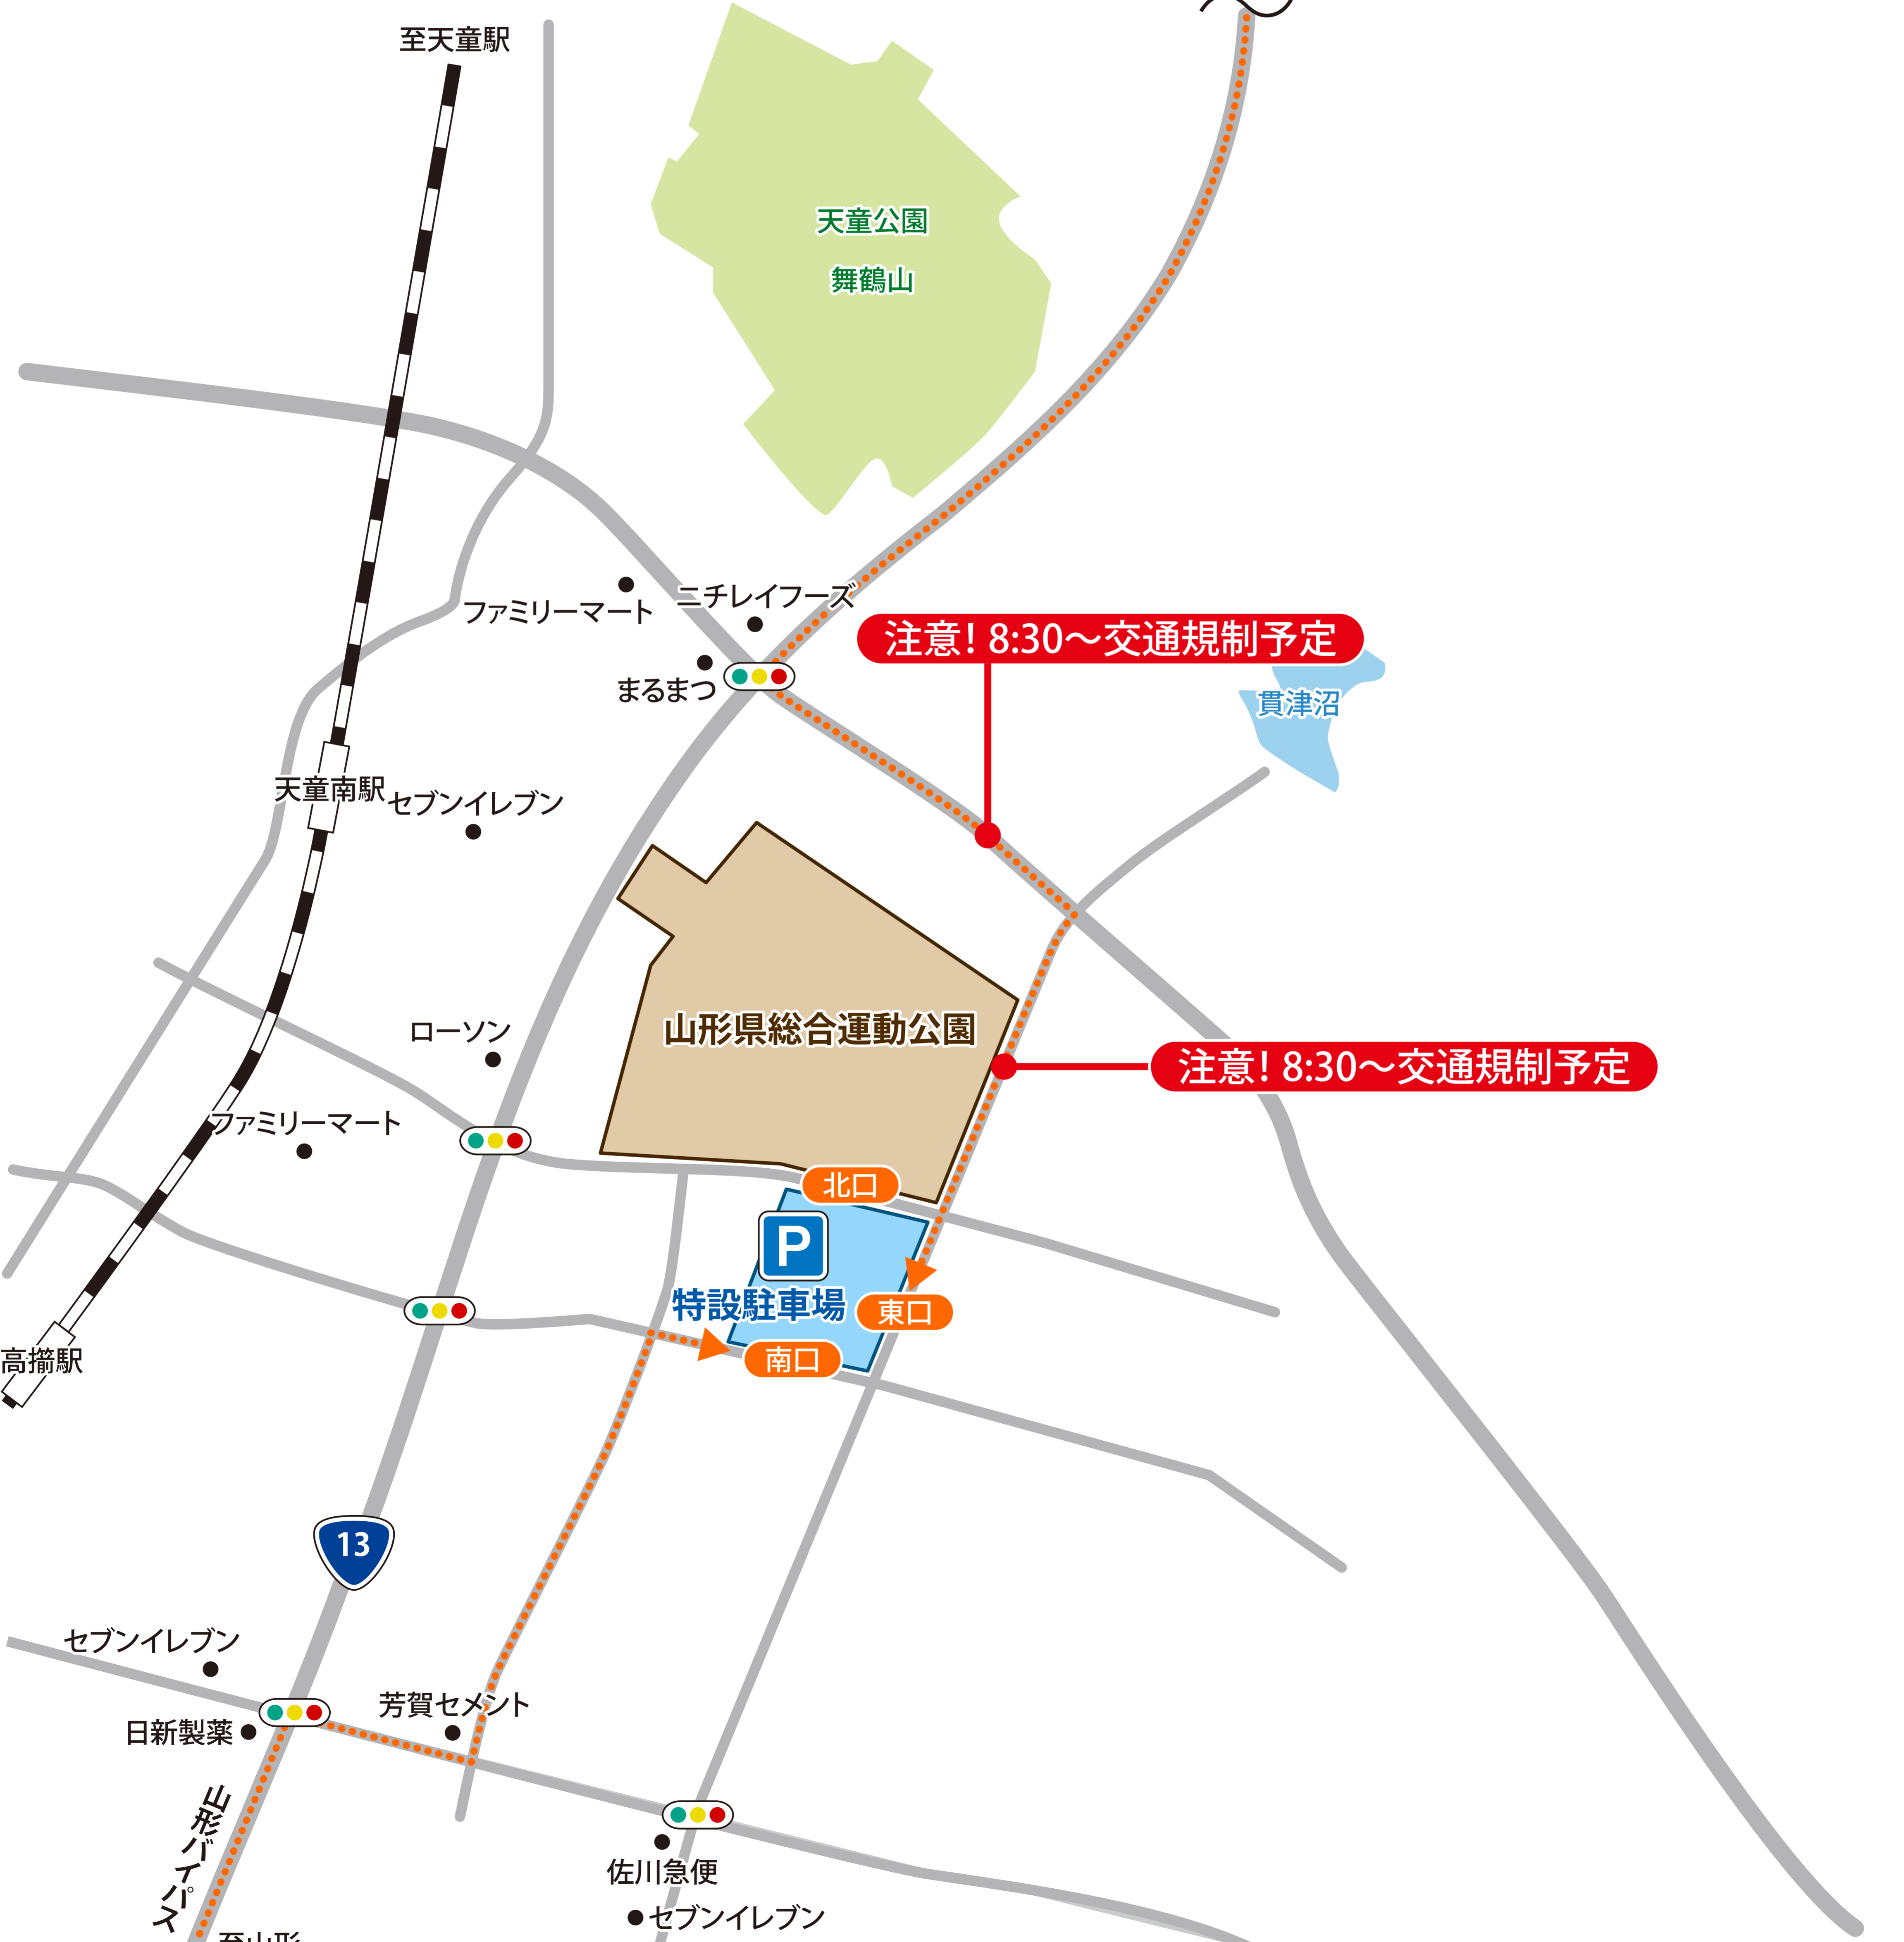 至天童駅
天童公園
舞鶴山
ファミリーマート
ニチレイフーズ
注意! 8:30〜交通規制予定
まるまつ
貫津沼
天童南駅
セブンイレブン
山形県総合運動公園
ローソン
注意! 8:30〜交通規制予定
ファミリーマート
北口
P
特設駐車場
東口
南口
高擶駅
13
セブンイレブン
芳賀セメント
日新製薬
山形バイパス
佐川急便
セブンイレブン
至山形